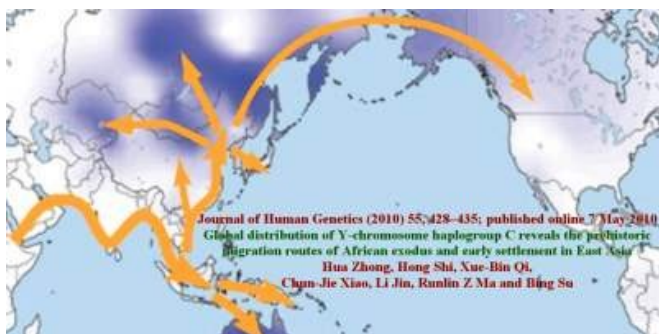 Journal of Human Genetics (2010) 55, 428–435; published online 7 May 2010
Global distribution of Y-chromosome haplogroup C reveals the prehistoric
migration routes of African exodus and early settlement in East Asia
Hua Zhong, Hong Shi, Xue-Bin Qi,
Chun-Jie Xiao, Li Jin, Runlin Z Ma and Bing Su